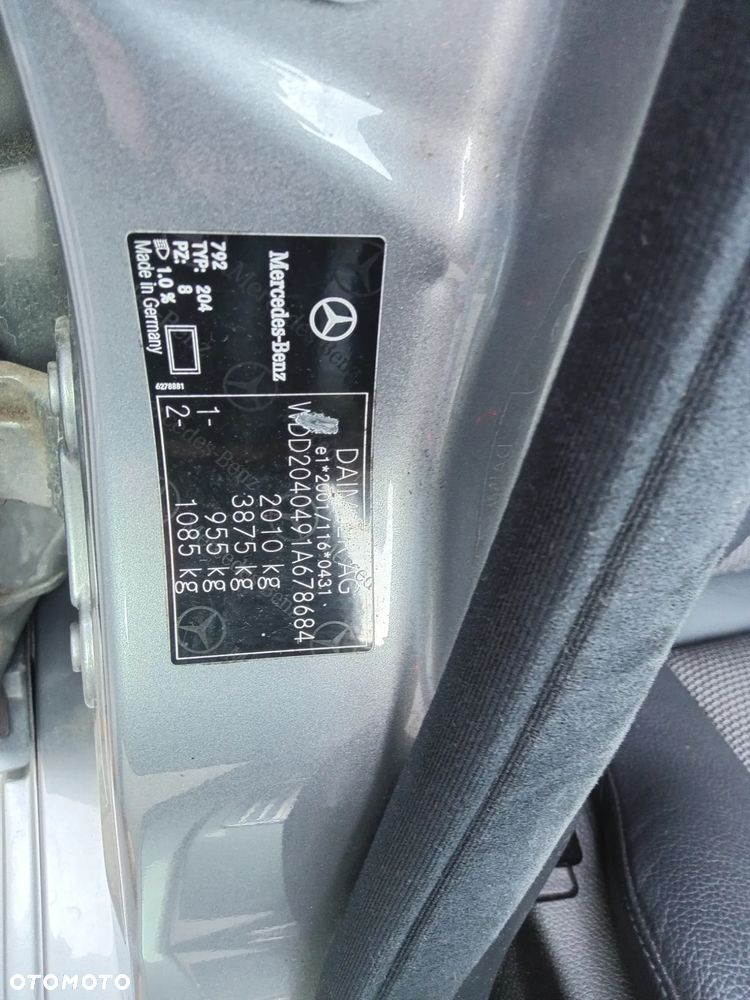 Mercedes-Benz
792
TYP: 204
PZ: 8
1.0 %
Made in Germany
6278881
DAIMLER AG
e1*2001/116*0431
WDD2040491A678684
2010 kg
3875 kg
1- 955 kg
2- 1085 kg
OTOMOTO